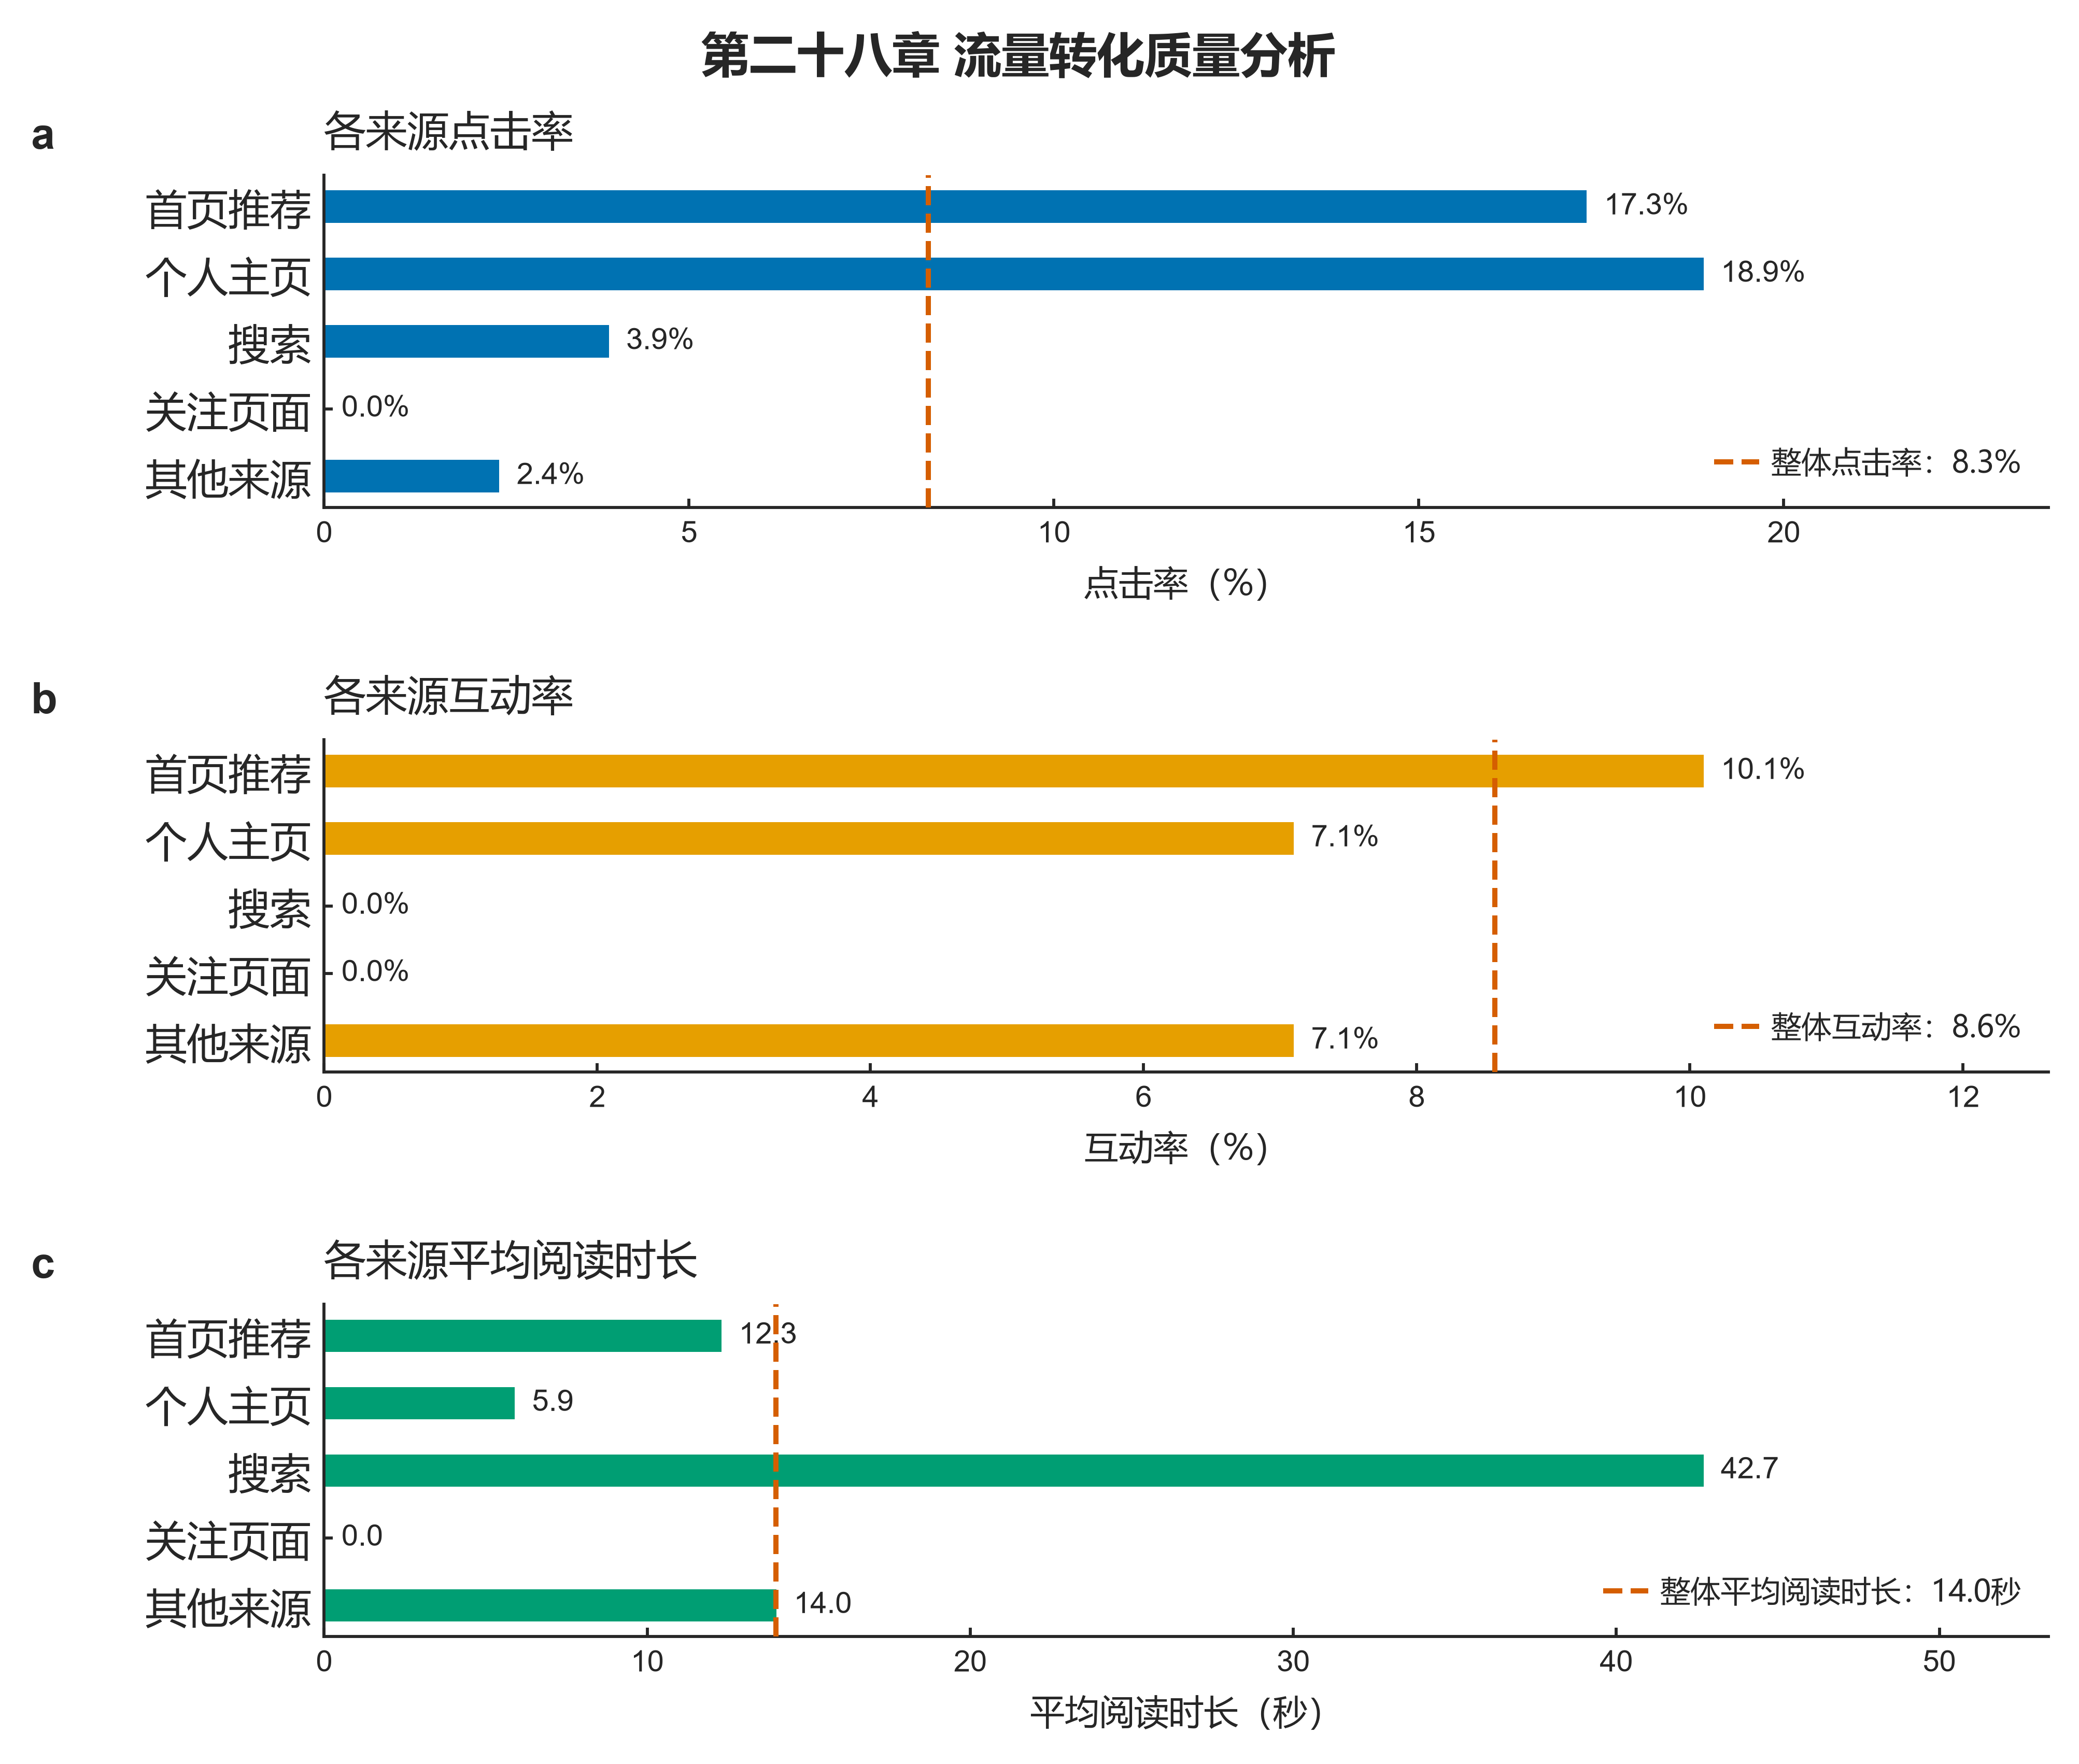 第二十八章 流量转化质量分析
a
各来源点击率
首页推荐 17.3%
个人主页 18.9%
搜索 3.9%
关注页面 0.0%
整体点击率：8.3%
其他来源 2.4%
0 5 10 15 20
点击率（%）
b
各来源互动率
首页推荐 10.1%
个人主页 7.1%
搜索 0.0%
关注页面 0.0%
整体互动率：8.6%
其他来源 7.1%
0 2 4 6 8 10 12
互动率（%）
c
各来源平均阅读时长
首页推荐 12.3
个人主页 5.9
搜索 42.7
关注页面 0.0
整体平均阅读时长：14.0秒
其他来源 14.0
0 10 20 30 40 50
平均阅读时长（秒）